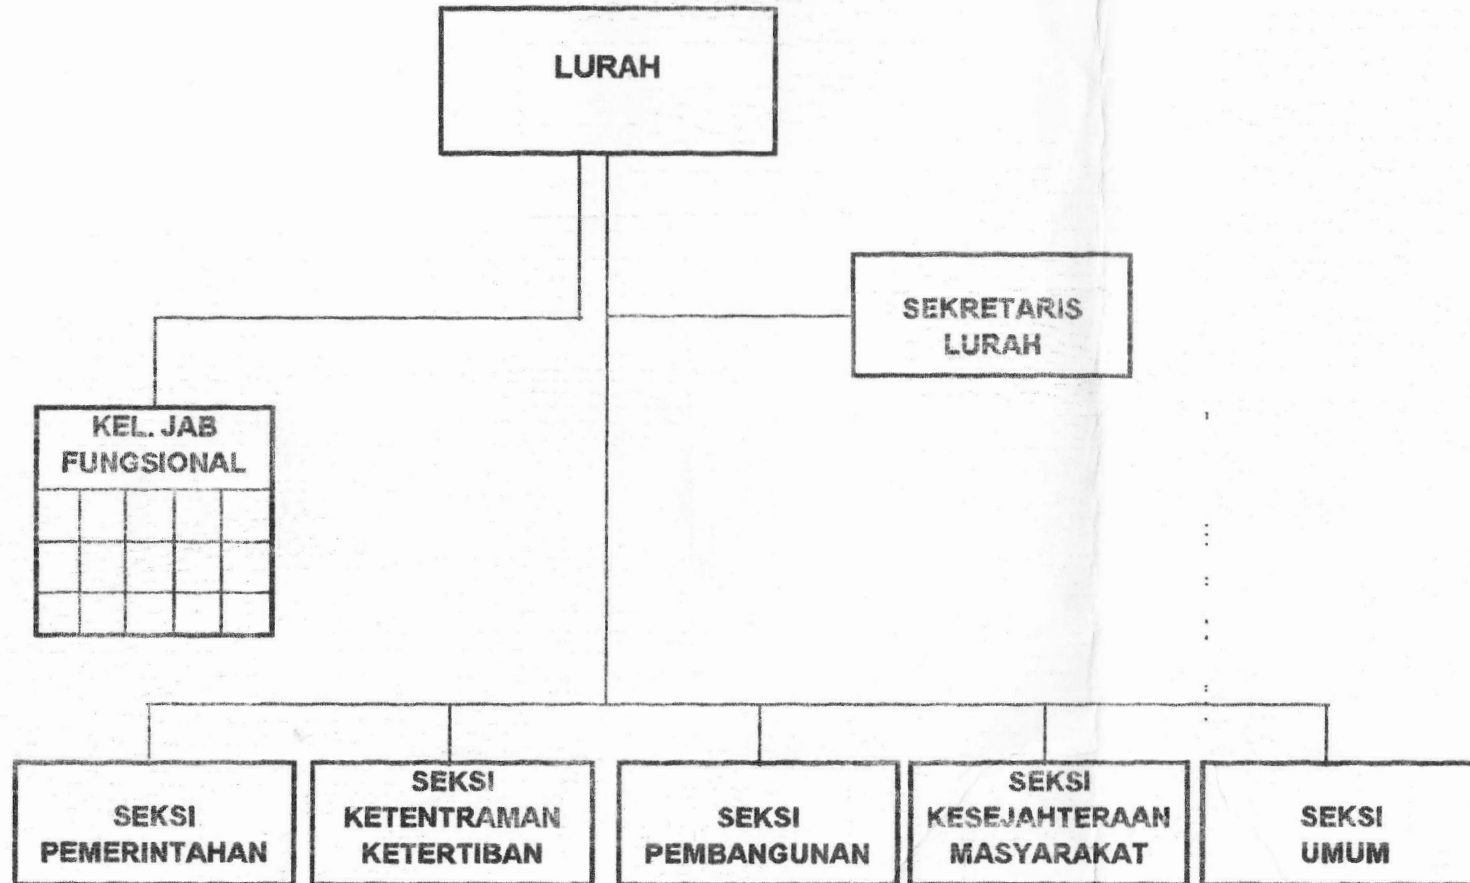 LURAH
SEKRETARIS
LURAH
KEL. JAB
FUNGSIONAL
SEKSI
PEMERINTAHAN
SEKSI
KETENTRAMAN
KETERTIBAN
SEKSI
PEMBANGUNAN
SEKSI
KESEJAHTERAAN
MASYARAKAT
SEKSI
UMUM